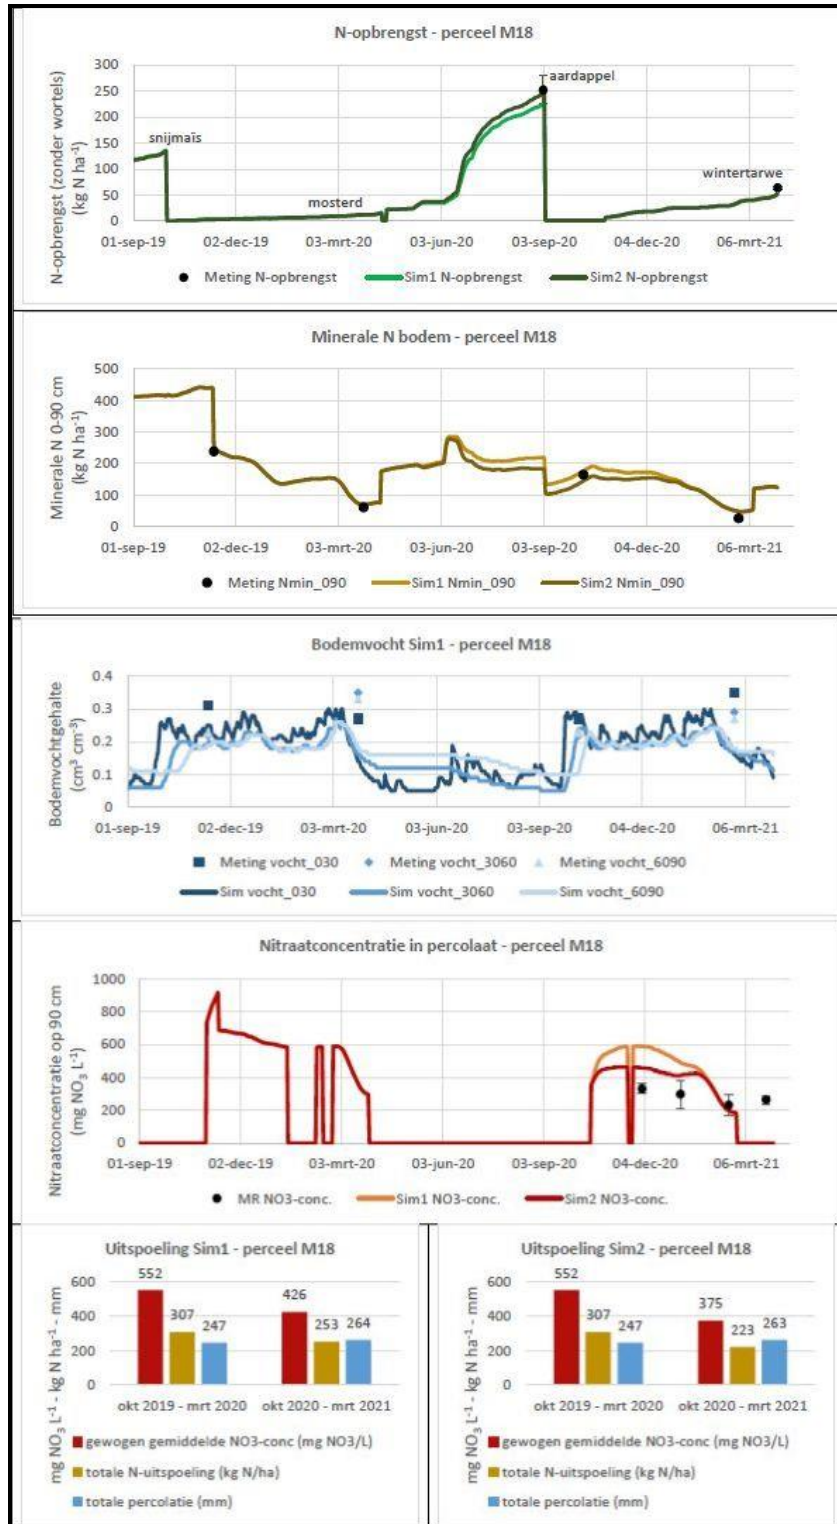 N-opbrengst - perceel M18
N-opbrengst (zonder wortels)
(kg N ha⁻¹)
300
250
200
150
100
50
0
snijmaïs
mosterd
aardappel
wintertarwe
01-sep-19 02-dec-19 03-mrt-20 03-jun-20 03-sep-20 04-dec-20 06-mrt-21
Meting N-opbrengst Sim1 N-opbrengst Sim2 N-opbrengst
Minerale N bodem - perceel M18
Minerale N 0-90 cm
(kg N ha⁻¹)
500
400
300
200
100
0
01-sep-19 02-dec-19 03-mrt-20 03-jun-20 03-sep-20 04-dec-20 06-mrt-21
Meting Nmin_090 Sim1 Nmin_090 Sim2 Nmin_090
Bodemvocht Sim1 - perceel M18
Bodemvochtgehalte
(cm³ cm⁻³)
0.4
0.3
0.2
0.1
0
01-sep-19 02-dec-19 03-mrt-20 03-jun-20 03-sep-20 04-dec-20 06-mrt-21
Meting vocht_030 Meting vocht_3060 Meting vocht_6090
Sim vocht_030 Sim vocht_3060 Sim vocht_6090
Nitraatconcentratie in percolaat - perceel M18
Nitraatconcentratie op 90 cm
(mg NO₃ L⁻¹)
1000
800
600
400
200
0
01-sep-19 02-dec-19 03-mrt-20 03-jun-20 03-sep-20 04-dec-20 06-mrt-21
MR NO3-conc. Sim1 NO3-conc. Sim2 NO3-conc.
Uitspoeling Sim1 - perceel M18
mg NO₃ L⁻¹ - kg N ha⁻¹ - mm
600
400
200
0
552
307
247
426
253
264
okt 2019 - mrt 2020 okt 2020 - mrt 2021
gewogen gemiddelde NO3-conc (mg NO3/L)
totale N-uitspoeling (kg N/ha)
totale percolatie (mm)
Uitspoeling Sim2 - perceel M18
mg NO₃ L⁻¹ - kg N ha⁻¹ - mm
600
400
200
0
552
307
247
375
223
263
okt 2019 - mrt 2020 okt 2020 - mrt 2021
gewogen gemiddelde NO3-conc (mg NO3/L)
totale N-uitspoeling (kg N/ha)
totale percolatie (mm)